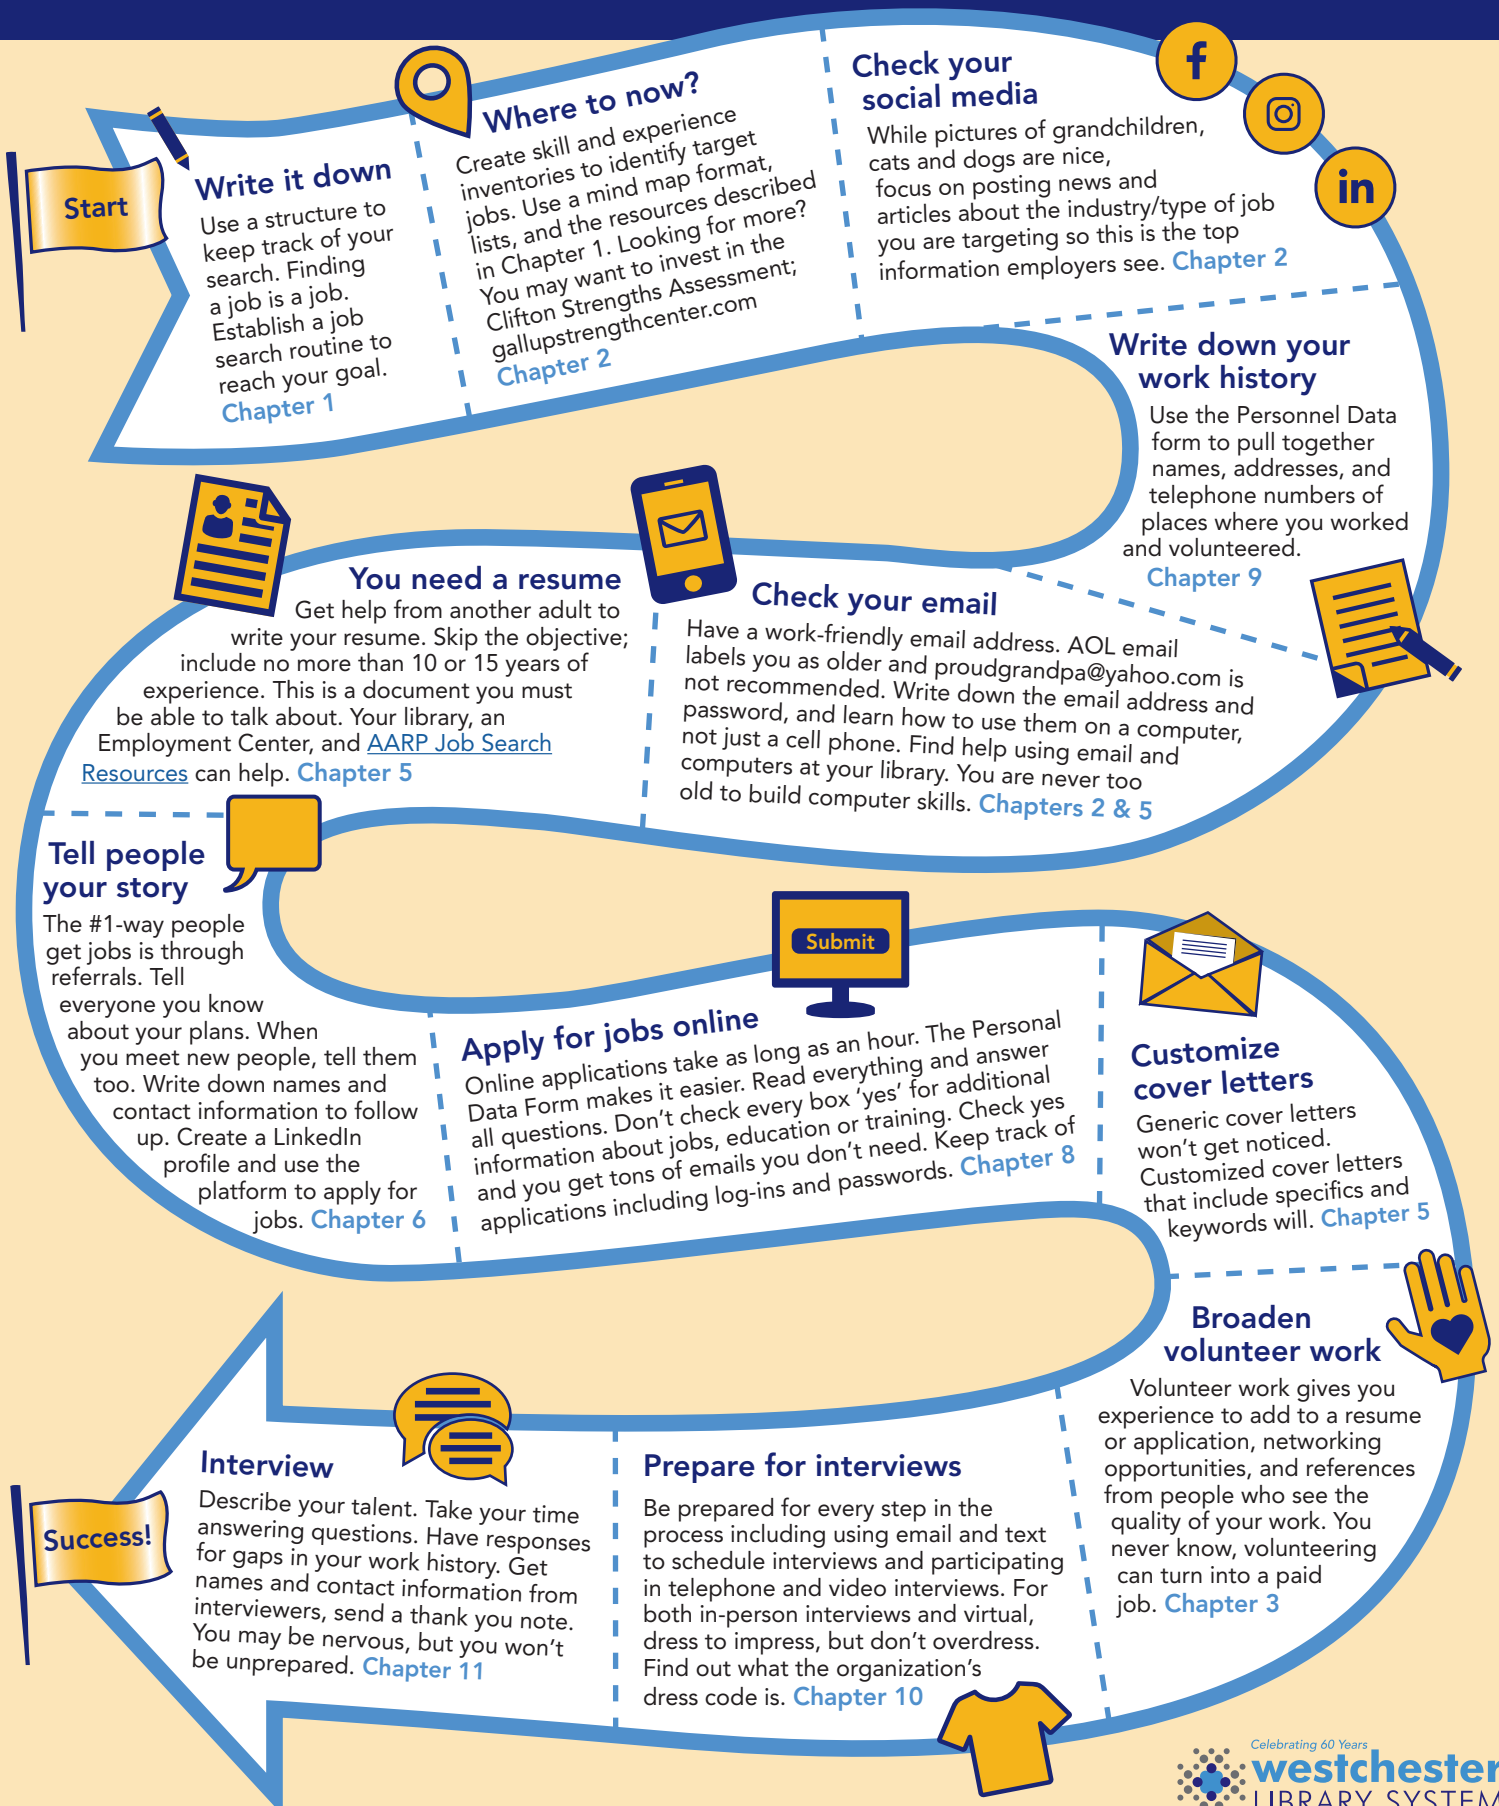 Start
Write it down
Use a structure to
keep track of your
search. Finding
a job is a job.
Establish a job
search routine to
reach your goal.
Chapter 1
Where to now?
Create skill and experience
inventories to identify target
jobs. Use a mind map format,
lists, and the resources described
in Chapter 1. Looking for more?
You may want to invest in the
Clifton Strengths Assessment;
gallupstrengthcenter.com
Chapter 2
Check your
social media
While pictures of grandchildren,
cats and dogs are nice,
focus on posting news and
articles about the industry/type of job
you are targeting so this is the top
information employers see. Chapter 2
f
in
Write down your
work history
Use the Personnel Data
form to pull together
names, addresses, and
telephone numbers of
places where you worked
and volunteered.
Chapter 9
Check your email
Have a work-friendly email address. AOL email
labels you as older and proudgrandpa@yahoo.com is
not recommended. Write down the email address and
password, and learn how to use them on a computer,
not just a cell phone. Find help using email and
computers at your library. You are never too
old to build computer skills. Chapters 2 & 5
You need a resume
Get help from another adult to
write your resume. Skip the objective;
include no more than 10 or 15 years of
experience. This is a document you must
be able to talk about. Your library, an
Employment Center, and AARP Job Search
Resources can help. Chapter 5
Tell people
your story
The #1-way people
get jobs is through
referrals. Tell
everyone you know
about your plans. When
you meet new people, tell them
too. Write down names and
contact information to follow
up. Create a LinkedIn
profile and use the
platform to apply for
jobs. Chapter 6
Submit
Apply for jobs online
Online applications take as long as an hour. The Personal
Data Form makes it easier. Read everything and answer
all questions. Don't check every box 'yes' for additional
information about jobs, education or training. Check yes
and you get tons of emails you don't need. Keep track of
applications including log-ins and passwords. Chapter 8
Customize
cover letters
Generic cover letters
won't get noticed.
Customized cover letters
that include specifics and
keywords will. Chapter 5
Broaden
volunteer work
Volunteer work gives you
experience to add to a resume
or application, networking
opportunities, and references
from people who see the
quality of your work. You
never know, volunteering
can turn into a paid
job. Chapter 3
Prepare for interviews
Be prepared for every step in the
process including using email and text
to schedule interviews and participating
in telephone and video interviews. For
both in-person interviews and virtual,
dress to impress, but don't overdress.
Find out what the organization's
dress code is. Chapter 10
Interview
Describe your talent. Take your time
answering questions. Have responses
for gaps in your work history. Get
names and contact information from
interviewers, send a thank you note.
You may be nervous, but you won't
be unprepared. Chapter 11
Success!
Celebrating 60 Years
westchester
LIBRARY SYSTEM